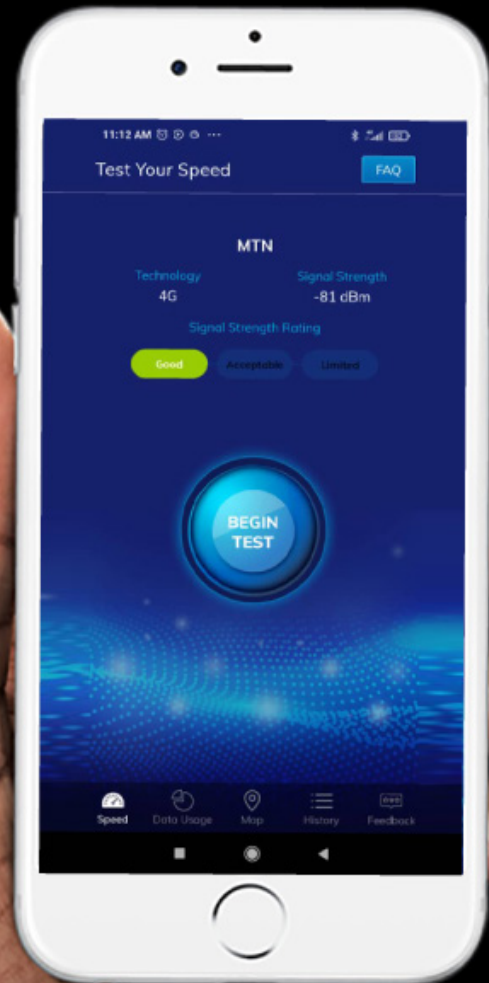 11:12 AM
Test Your Speed
FAQ
MTN
Technology
Signal Strength
4G
-81 dBm
Signal Strength Rating
Good
Acceptable
Limited
BEGIN
TEST
Speed
Data Usage
Map
History
Feedback